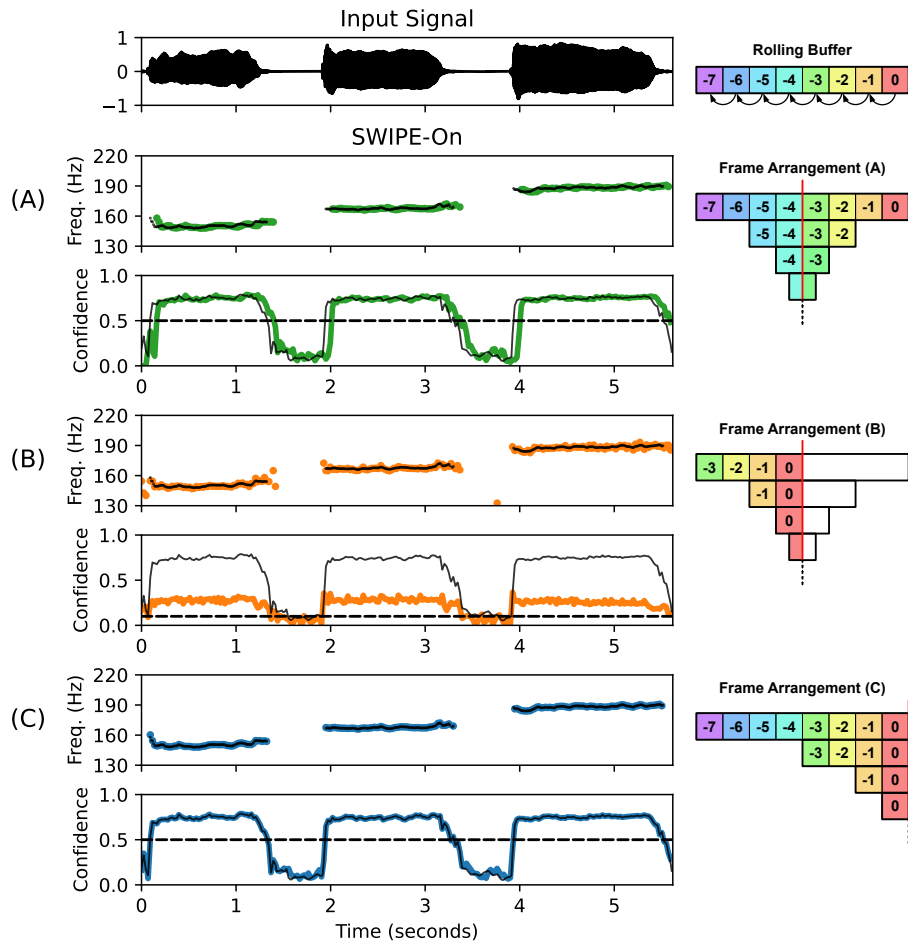 Input Signal
1
0
−1
Rolling Buffer
-7 -6 -5 -4 -3 -2 -1 0
SWIPE-On
(A)
Freq. (Hz)
220
190
160
130
Confidence
1.0
0.5
0.0
0 1 2 3 4 5
Frame Arrangement (A)
-7 -6 -5 -4 -3 -2 -1 0
-5 -4 -3 -2
-4 -3
(B)
Freq. (Hz)
220
190
160
130
Confidence
1.0
0.5
0.0
0 1 2 3 4 5
Frame Arrangement (B)
-3 -2 -1 0
-1 0
0
(C)
Freq. (Hz)
220
190
160
130
Confidence
1.0
0.5
0.0
0 1 2 3 4 5
Time (seconds)
Frame Arrangement (C)
-7 -6 -5 -4 -3 -2 -1 0
-3 -2 -1 0
-1 0
0